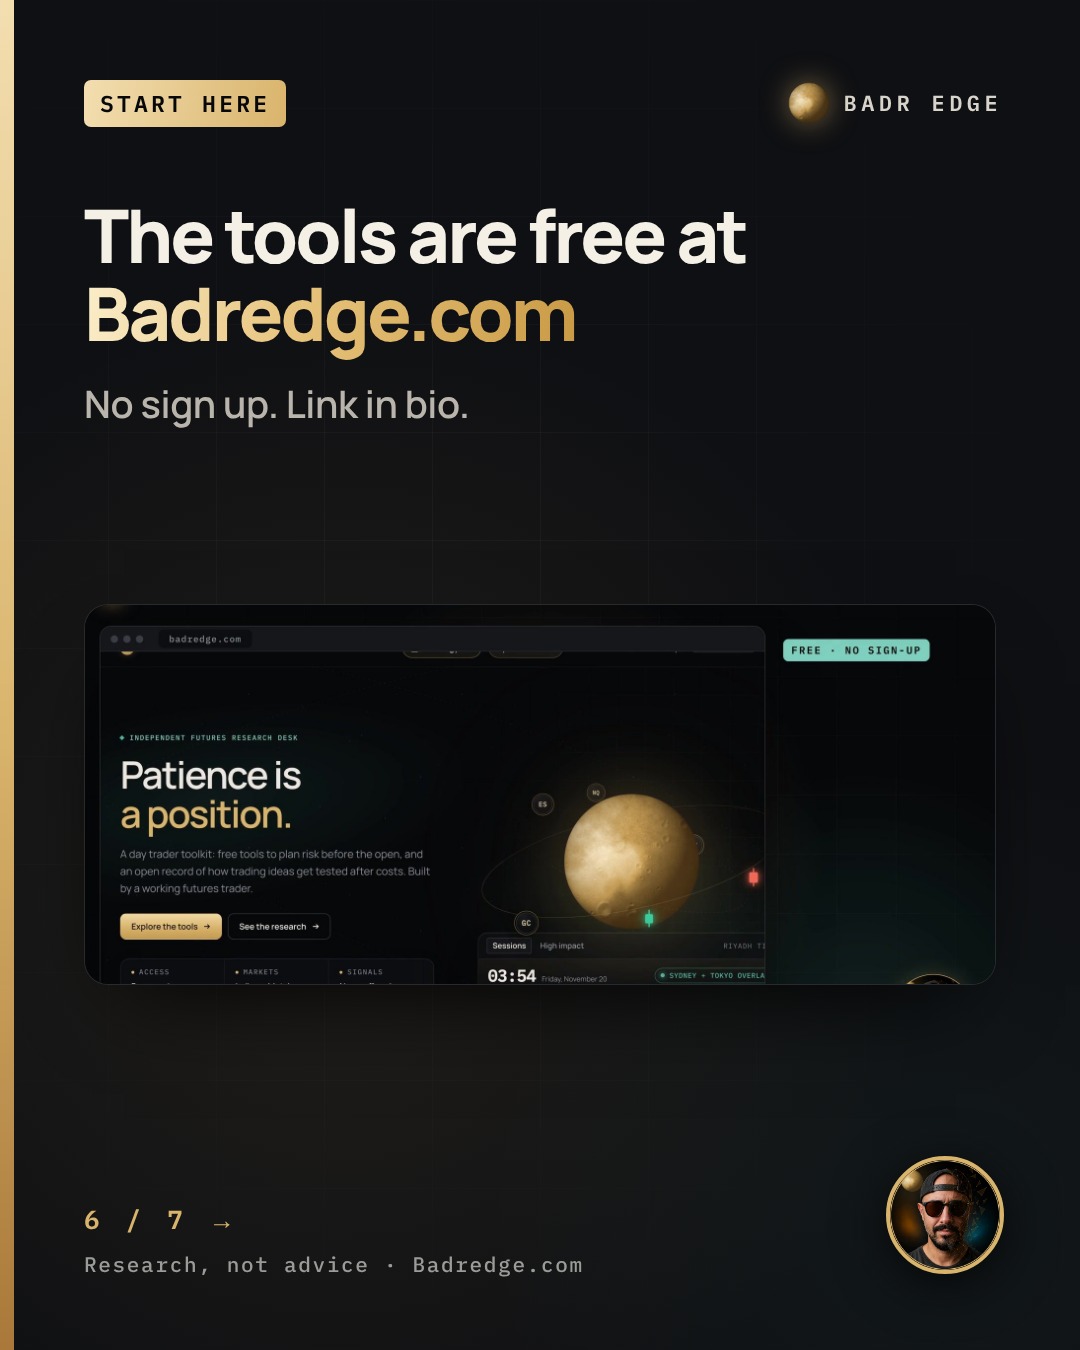 START HERE
BADR EDGE
The tools are free at
Badredge.com
No sign up. Link in bio.
badredge.com
FREE · NO SIGN-UP
INDEPENDENT FUTURES RESEARCH DESK
Patience is
a position.
A day trader toolkit: free tools to plan risk before the open, and
an open record of how trading ideas get tested after costs. Built
by a working futures trader.
Explore the tools →
See the research →
ES
NQ
GC
ACCESS
MARKETS
SIGNALS
Sessions
High impact
RIYADH TI
03:54
Friday, November 20
SYDNEY + TOKYO OVERLA
6 / 7 →
Research, not advice · Badredge.com